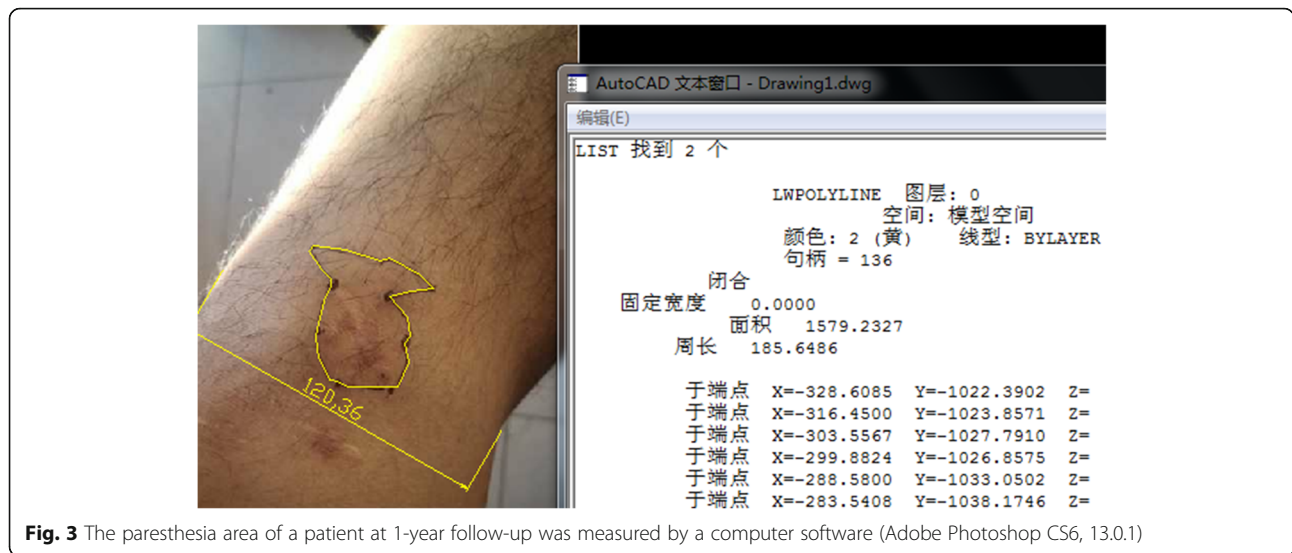 AutoCAD 文本窗口 - Drawing1.dwg
编辑(E)
LIST 找到 2 个
LWPOLYLINE 图层: 0
空间: 模型空间
颜色: 2 (黄) 线型: BYLAYER
句柄 = 136
闭合
固定宽度 0.0000
面积 1579.2327
周长 185.6486
于端点 X=-328.6085 Y=-1022.3902 Z=
于端点 X=-316.4500 Y=-1023.8571 Z=
于端点 X=-303.5567 Y=-1027.7910 Z=
于端点 X=-299.8824 Y=-1026.8575 Z=
于端点 X=-288.5800 Y=-1033.0502 Z=
于端点 X=-283.5408 Y=-1038.1746 Z=
120,36
Fig. 3 The paresthesia area of a patient at 1-year follow-up was measured by a computer software (Adobe Photoshop CS6, 13.0.1)